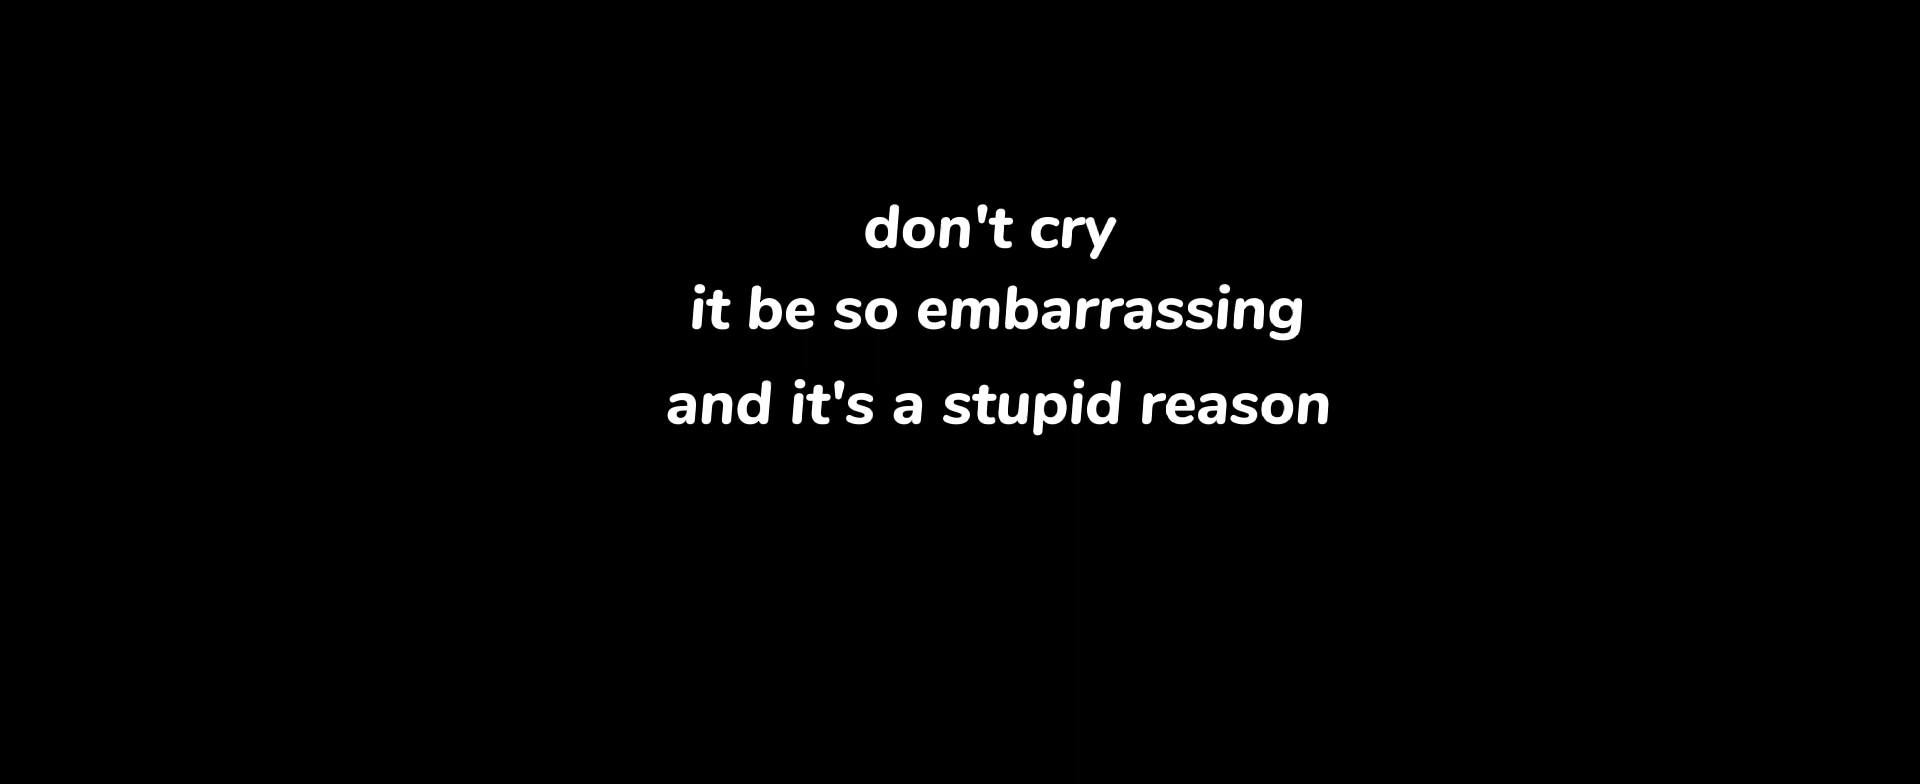 don't cry
it be so embarrassing
and it's a stupid reason